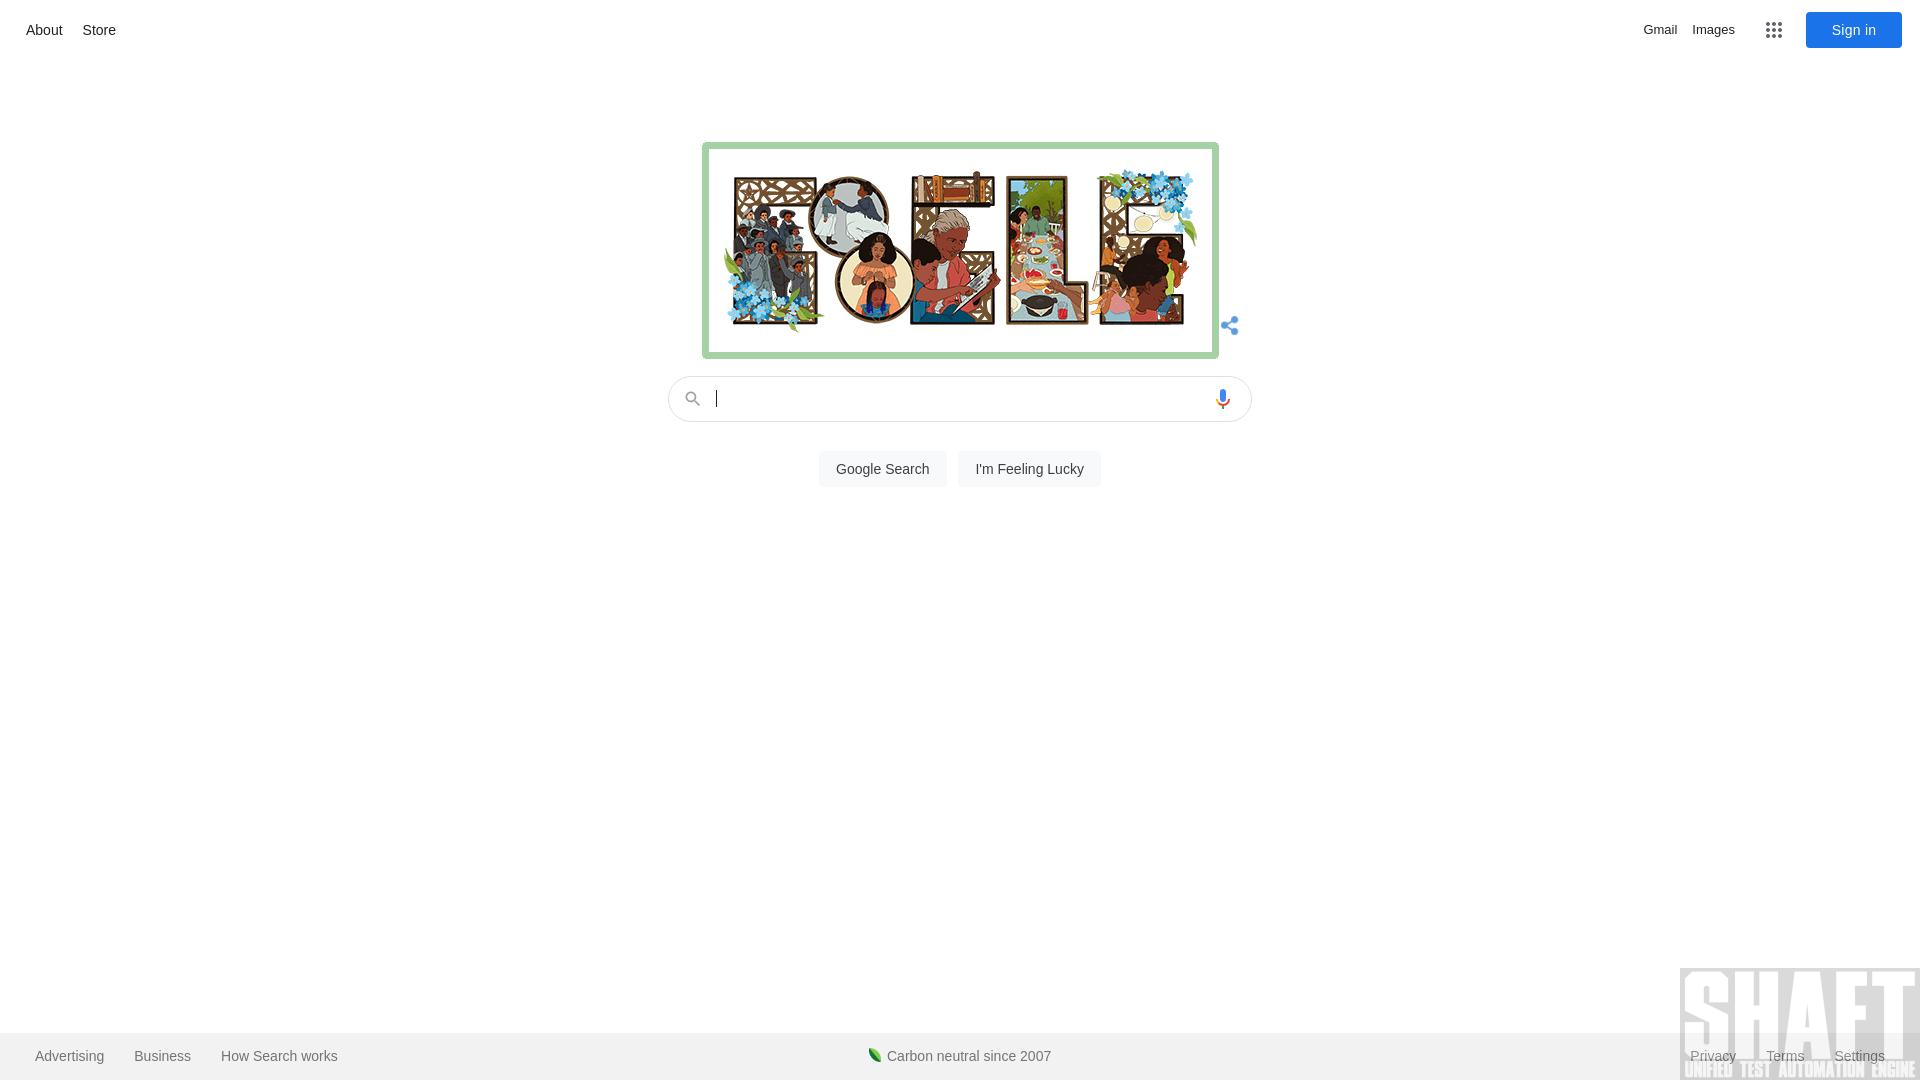 About Store
Gmail Images
Sign in
Google Search
I'm Feeling Lucky
Advertising Business How Search works
Carbon neutral since 2007
Privacy Terms Settings
SHAFT
UNIFIED TEST AUTOMATION ENGINE